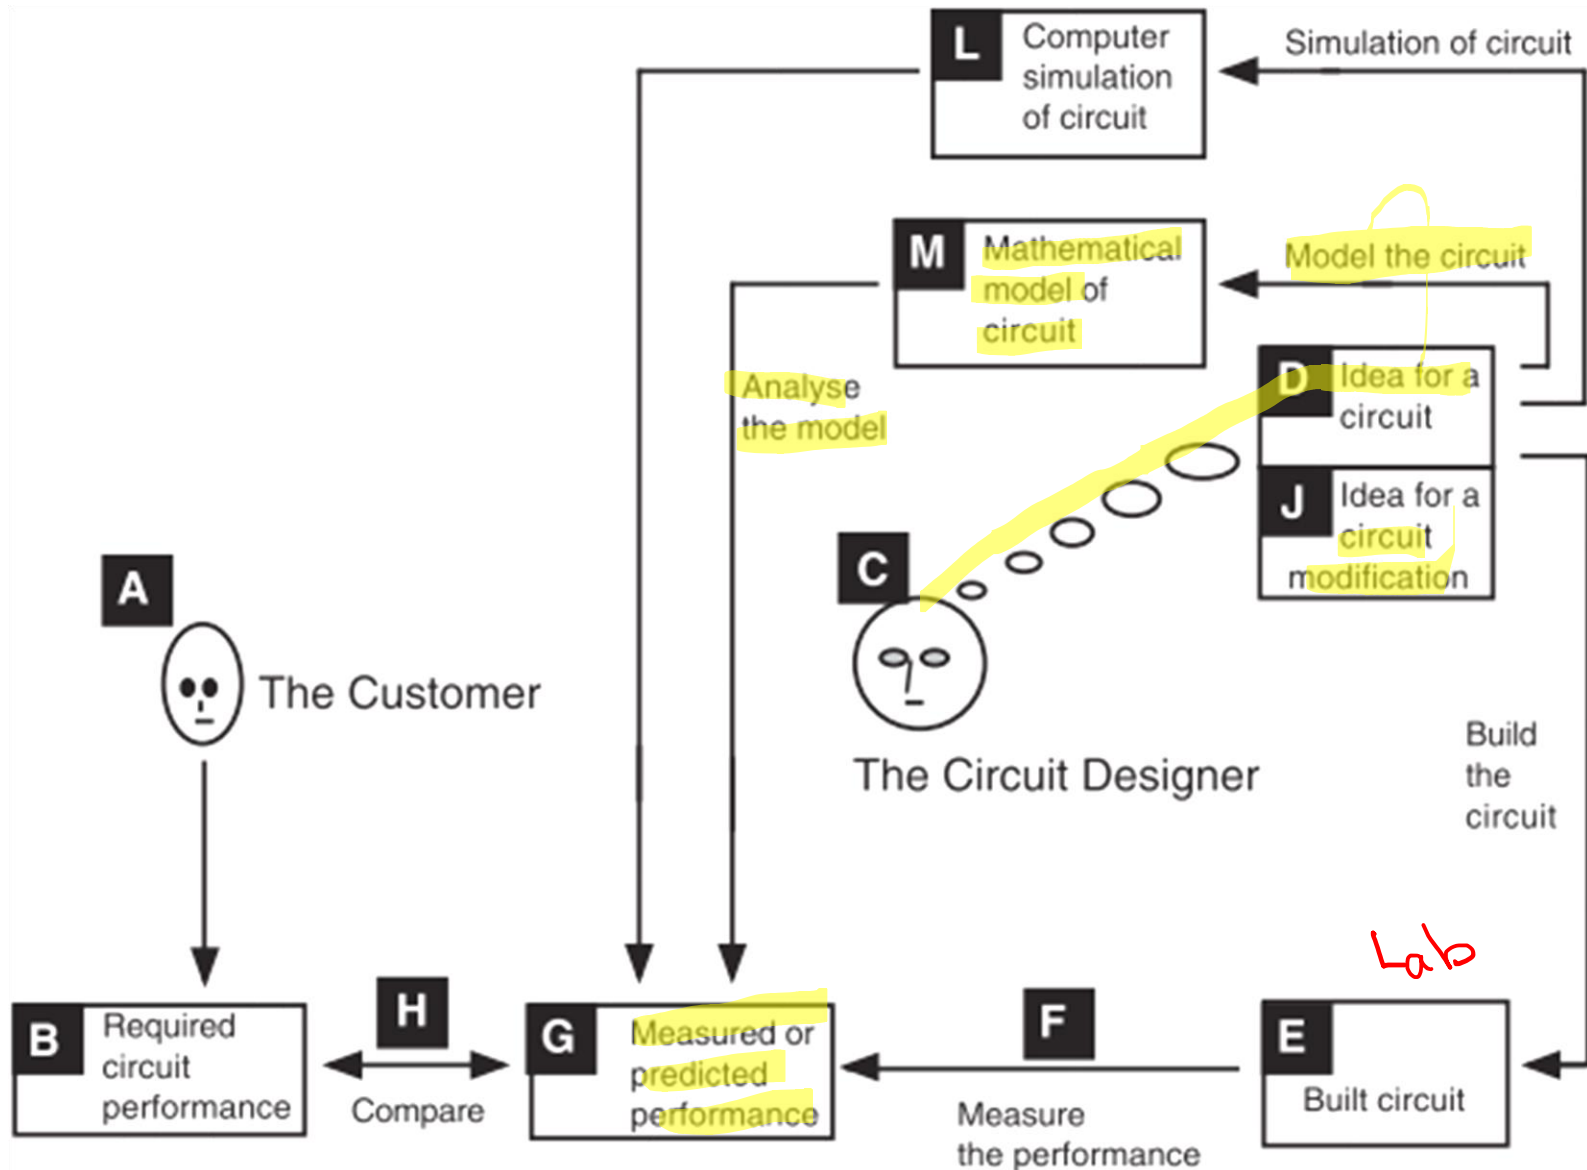 L
Computer
simulation
of circuit
Simulation of circuit
M
Mathematical
model of
circuit
Model the circuit
Analyse
the model
D
Idea for a
circuit
J
Idea for a
circuit
modification
A
The Customer
C
The Circuit Designer
Build
the
circuit
Lab
B
Required
circuit
performance
H
Compare
G
Measured or
predicted
performance
F
Measure
the performance
E
Built circuit